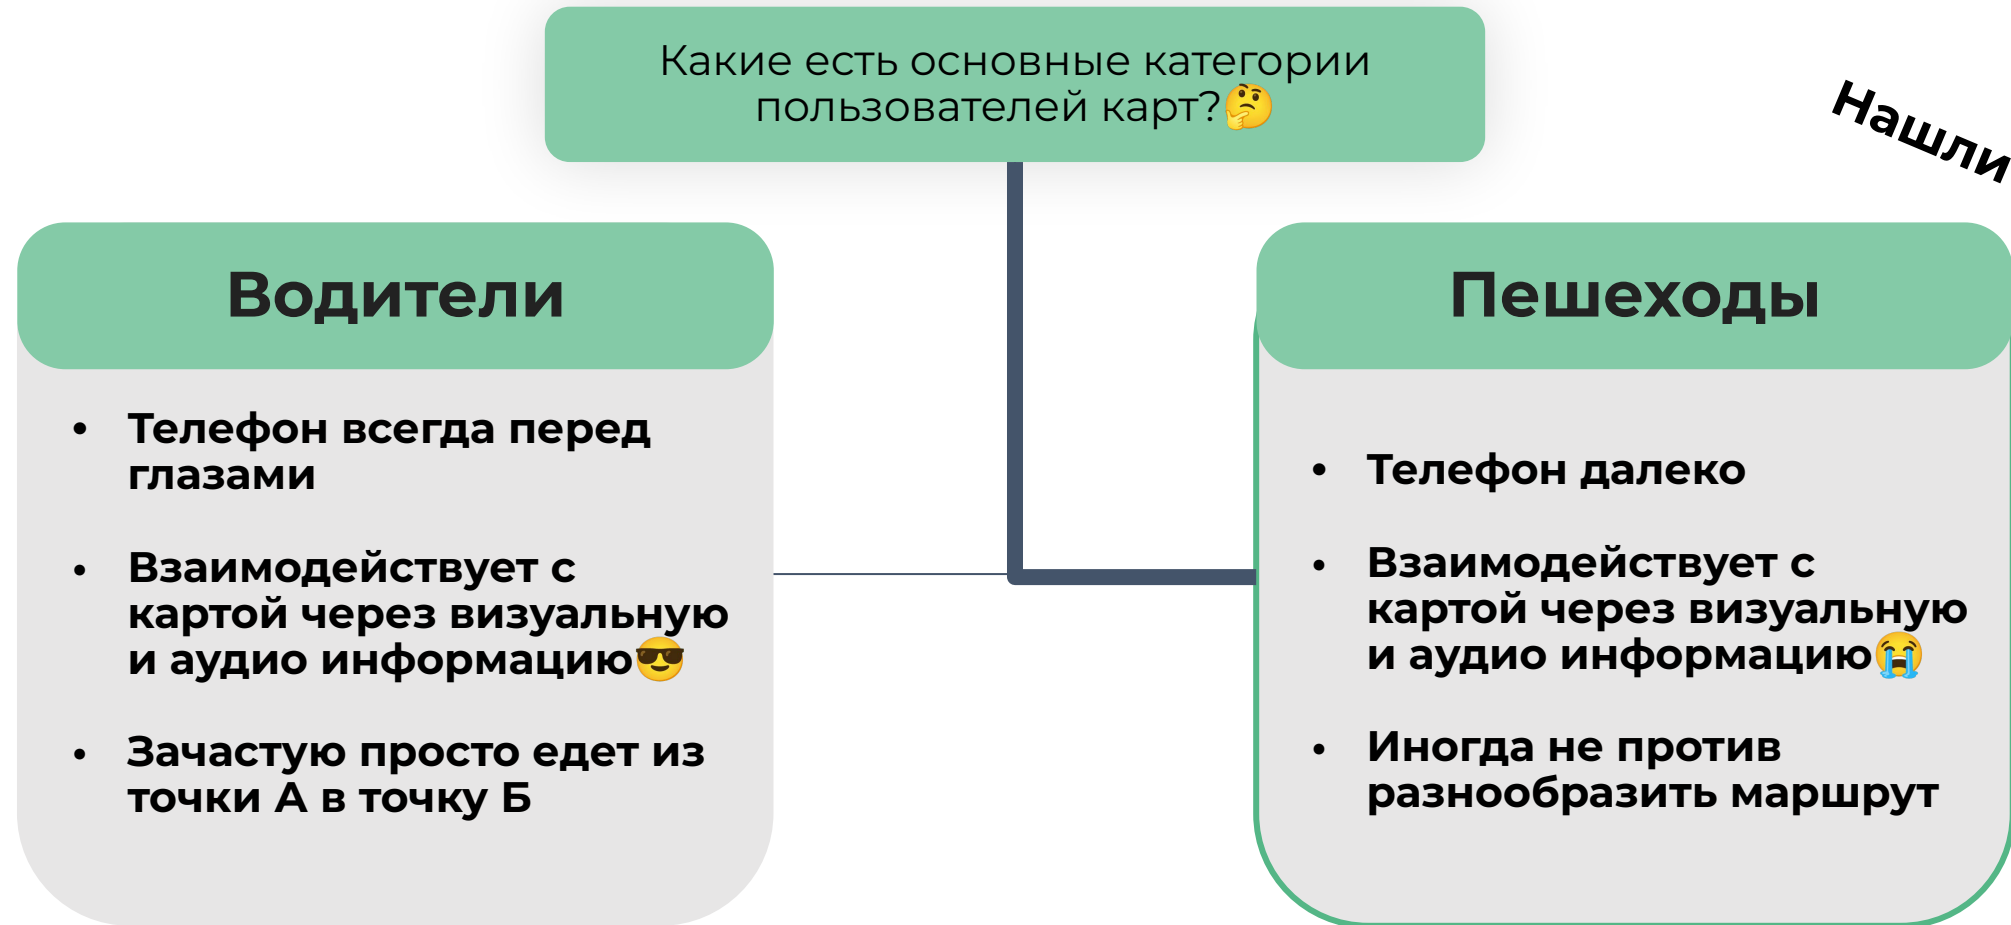 Какие есть основные категории
пользователей карт?🤔
Нашли
Водители
• Телефон всегда перед
глазами
• Взаимодействует с
картой через визуальную
и аудио информацию😎
• Зачастую просто едет из
точки А в точку Б
Пешеходы
• Телефон далеко
• Взаимодействует с
картой через визуальную
и аудио информацию😭
• Иногда не против
разнообразить маршрут